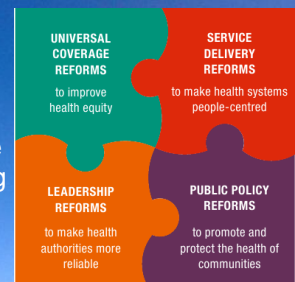 UNIVERSAL
COVERAGE
REFORMS
to improve
health equity
SERVICE
DELIVERY
REFORMS
to make health systems
people-centred
LEADERSHIP
REFORMS
to make health
authorities more
reliable
PUBLIC POLICY
REFORMS
to promote and
protect the health of
communities